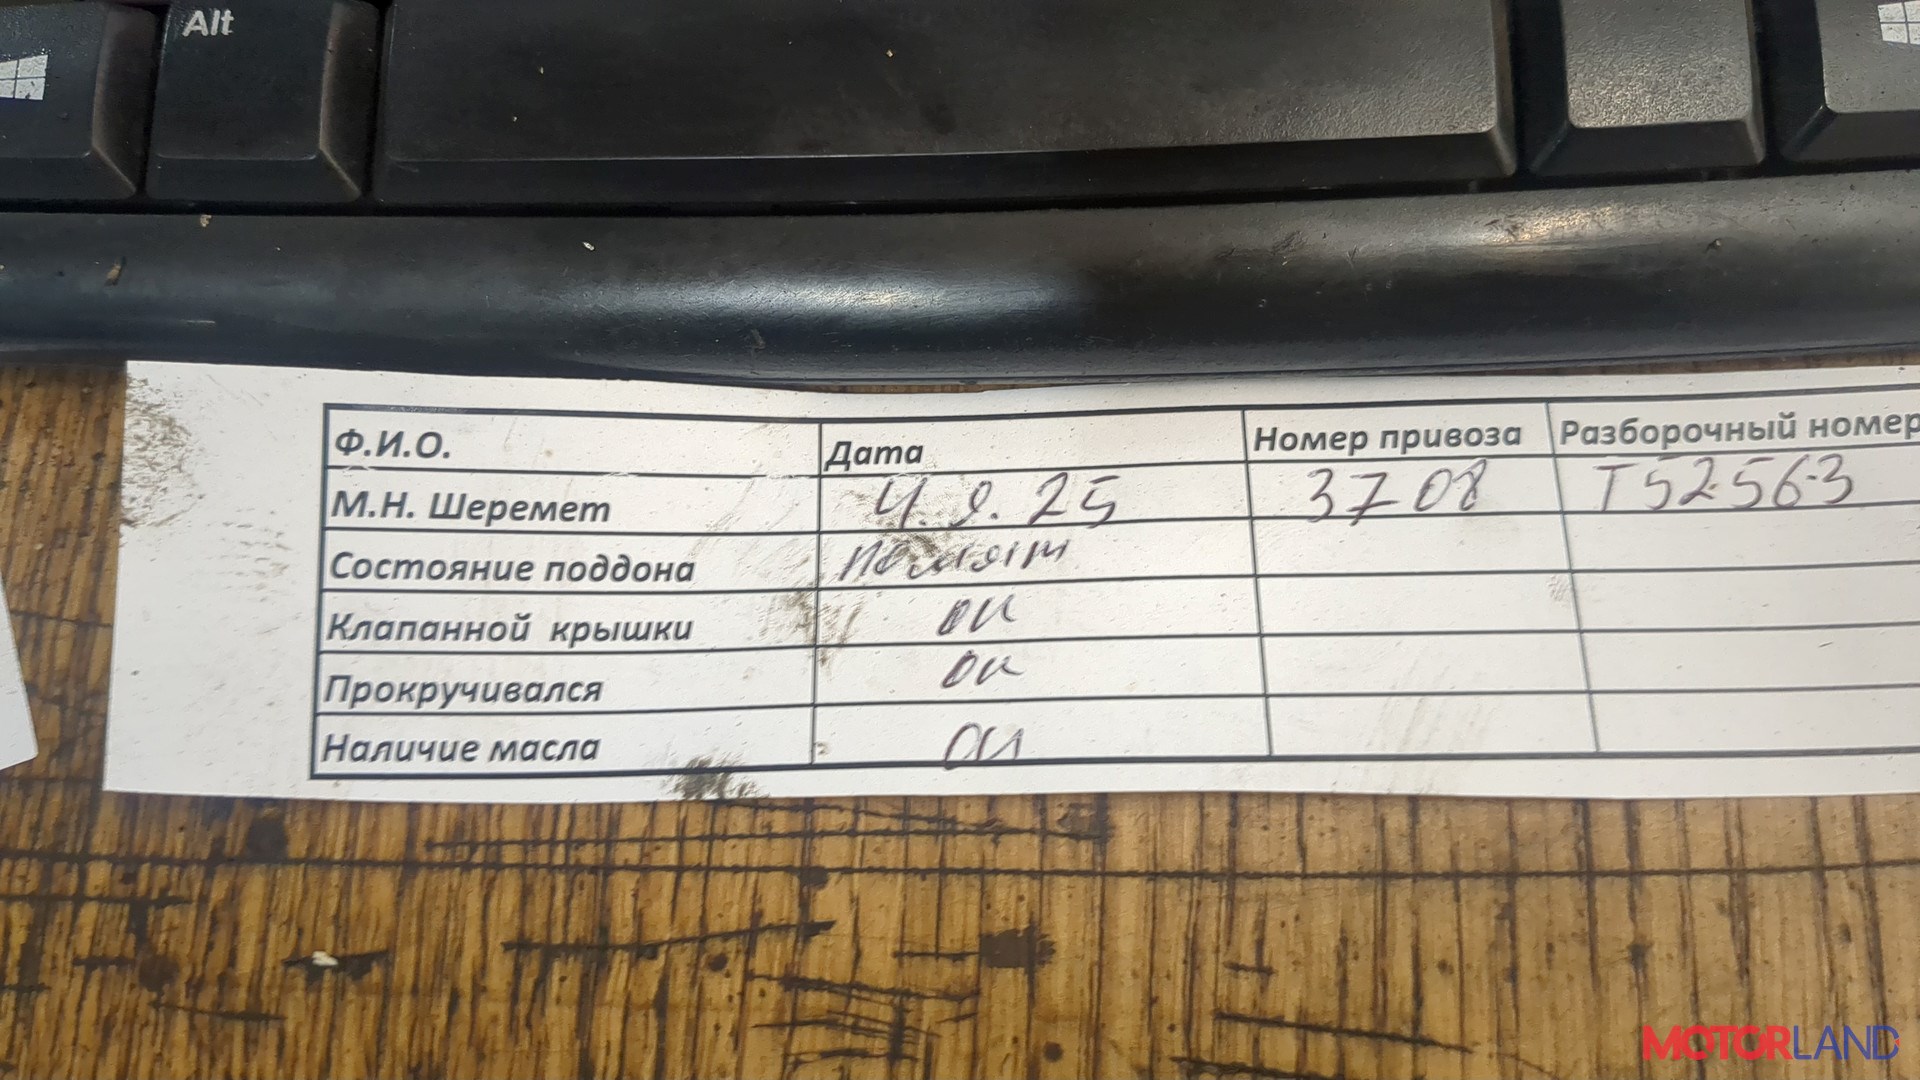 Alt
Ф.И.О. Дата Номер привоза Разборочный номер
М.Н. Шеремет 4.9.25 3708 T52563
Состояние поддона помят
Клапанной крышки ок
Прокручивался ок
Наличие масла ок
MOTORLAND